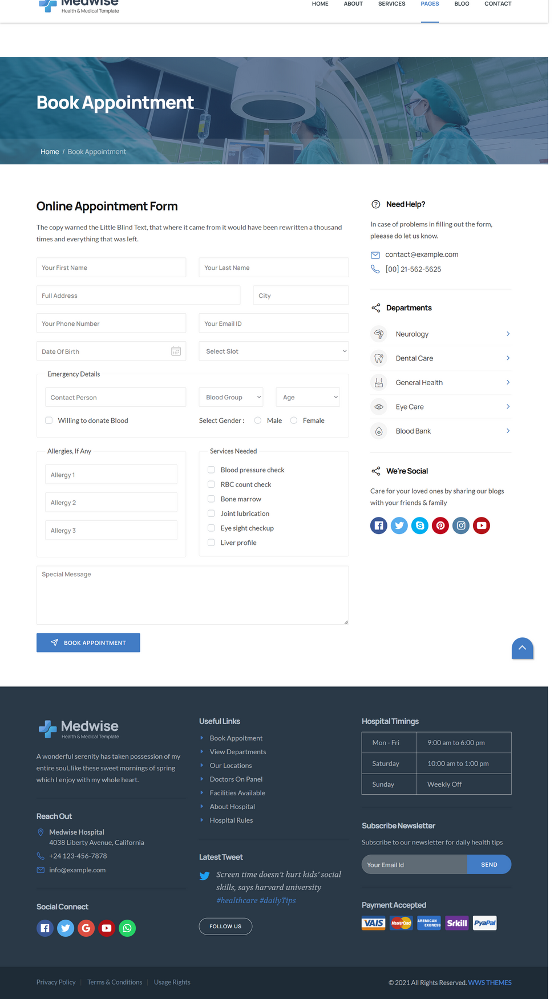 Medwise
Health & Medical Template
HOME ABOUT SERVICES PAGES BLOG CONTACT
Book Appointment
Home / Book Appointment
Online Appointment Form
The copy warned the Little Blind Text, that where it came from it would have been rewritten a thousand
times and everything that was left.
Your First Name
Your Last Name
Full Address
City
Your Phone Number
Your Email ID
Date Of Birth
Select Slot
Emergency Details
Contact Person
Blood Group
Age
Willing to donate Blood
Select Gender : Male Female
Allergies, If Any
Allergy 1
Allergy 2
Allergy 3
Services Needed
Blood pressure check
RBC count check
Bone marrow
Joint lubrication
Eye sight checkup
Liver profile
Special Message
BOOK APPOINTMENT
Need Help?
In case of problems in filling out the form,
please do let us know.
contact@example.com
[00] 21-562-5625
Departments
Neurology
Dental Care
General Health
Eye Care
Blood Bank
We're Social
Care for your loved ones by sharing our blogs
with your friends & family
Medwise
Health & Medical Template
A wonderful serenity has taken possession of my
entire soul, like these sweet mornings of spring
which I enjoy with my whole heart.
Reach Out
Medwise Hospital
4038 Liberty Avenue, California
+24 123-456-7878
info@example.com
Social Connect
Useful Links
Book Appoitment
View Departments
Our Locations
Doctors On Panel
Facilities Available
About Hospital
Hospital Rules
Latest Tweet
Screen time doesn't hurt kids' social
skills, says harvard university
#healthcare #dailyTips
FOLLOW US
Hospital Timings
Mon - Fri 9:00 am to 6:00 pm
Saturday 10:00 am to 1:00 pm
Sunday Weekly Off
Subscribe Newsletter
Subscribe to our newsletter for daily health tips
Your Email Id
SEND
Payment Accepted
VAIS
MsaterCrad
AREMICAN
EXDRESS
Srkill
PyaPal
Privacy Policy | Terms & Conditions | Usage Rights
© 2021 All Rights Reserved. WWS THEMES